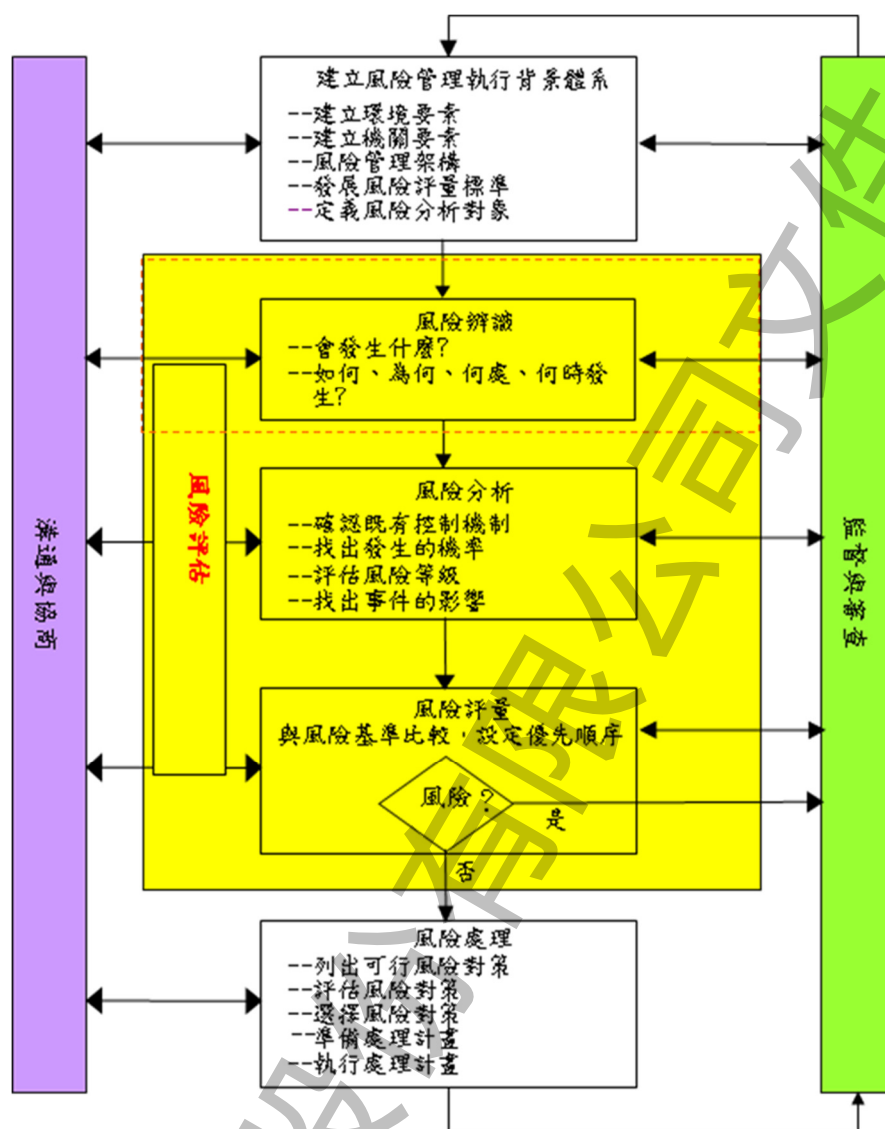 建立風險管理執行背景體系
--建立環境要素
--建立機關要素
--風險管理架構
--發展風險評量標準
--定義風險分析對象
風險辨識
--會發生什麼?
--如何、為何、何處、何時發
生?
風險分析
--確認既有控制機制
--找出發生的機率
--評估風險等級
--找出事件的影響
風險評量
與風險基準比較，設定優先順序
風險?
是
否
風險處理
--列出可行風險對策
--評估風險對策
--選擇風險對策
--準備處理計畫
--執行處理計畫
溝通與協商
風險評估
監督與審查
股份有限公司文件